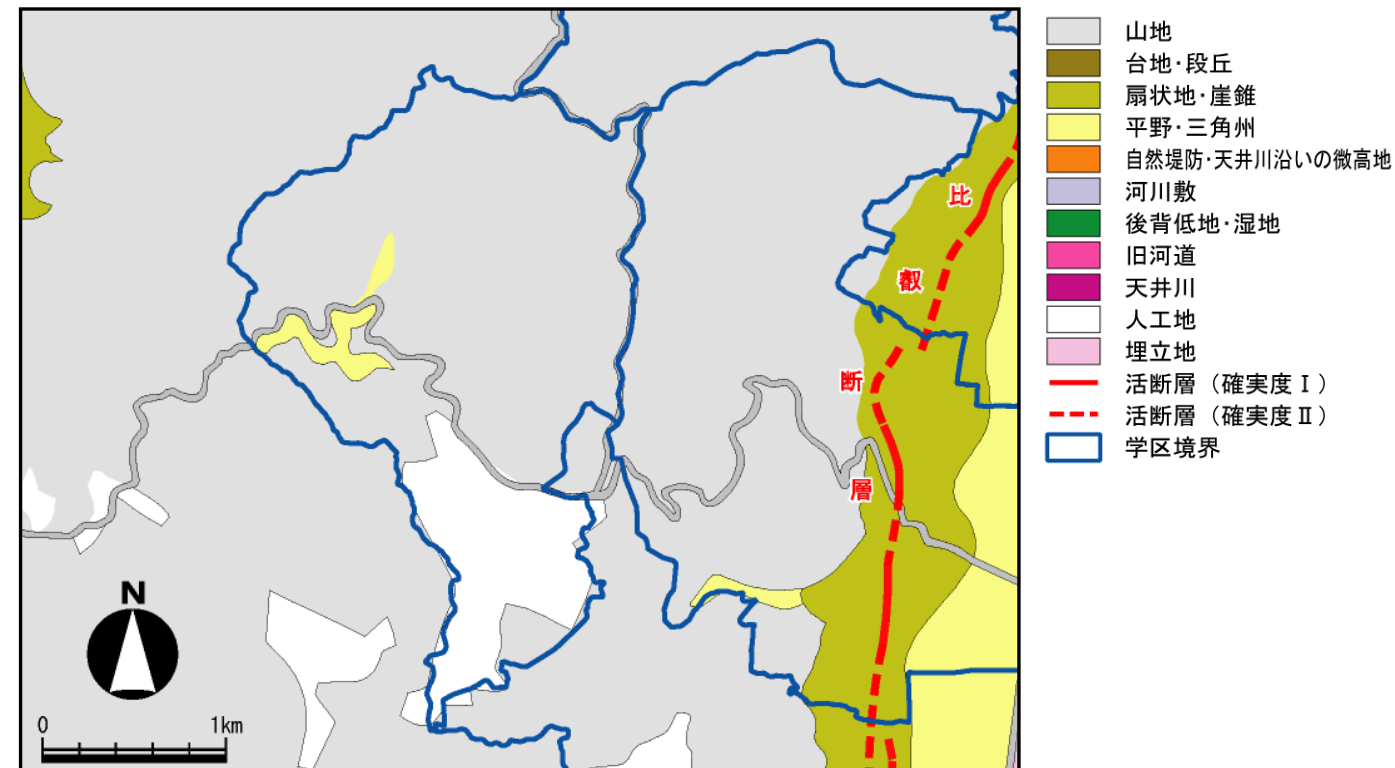 比
叡
断
層
N
0 1km
山地
台地・段丘
扇状地・崖錐
平野・三角州
自然堤防・天井川沿いの微高地
河川敷
後背低地・湿地
旧河道
天井川
人工地
埋立地
活断層（確実度Ⅰ）
活断層（確実度Ⅱ）
学区境界